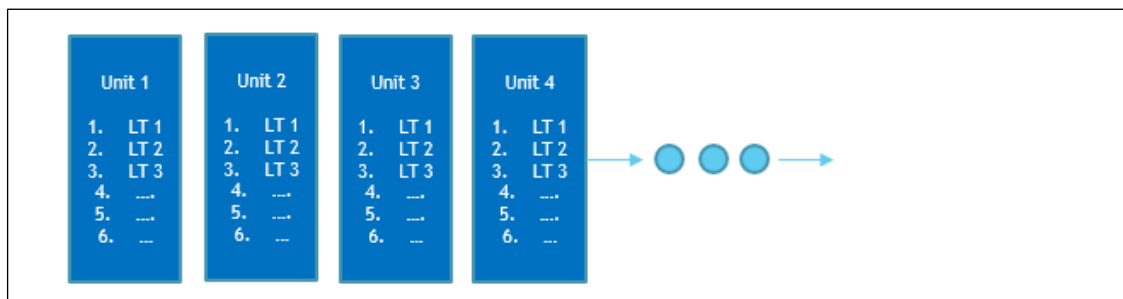 Unit 1
1. LT 1
2. LT 2
3. LT 3
4. ....
5. ....
6. ...
Unit 2
1. LT 1
2. LT 2
3. LT 3
4. ....
5. ....
6. ...
Unit 3
1. LT 1
2. LT 2
3. LT 3
4. ....
5. ....
6. ...
Unit 4
1. LT 1
2. LT 2
3. LT 3
4. ....
5. ....
6. ...